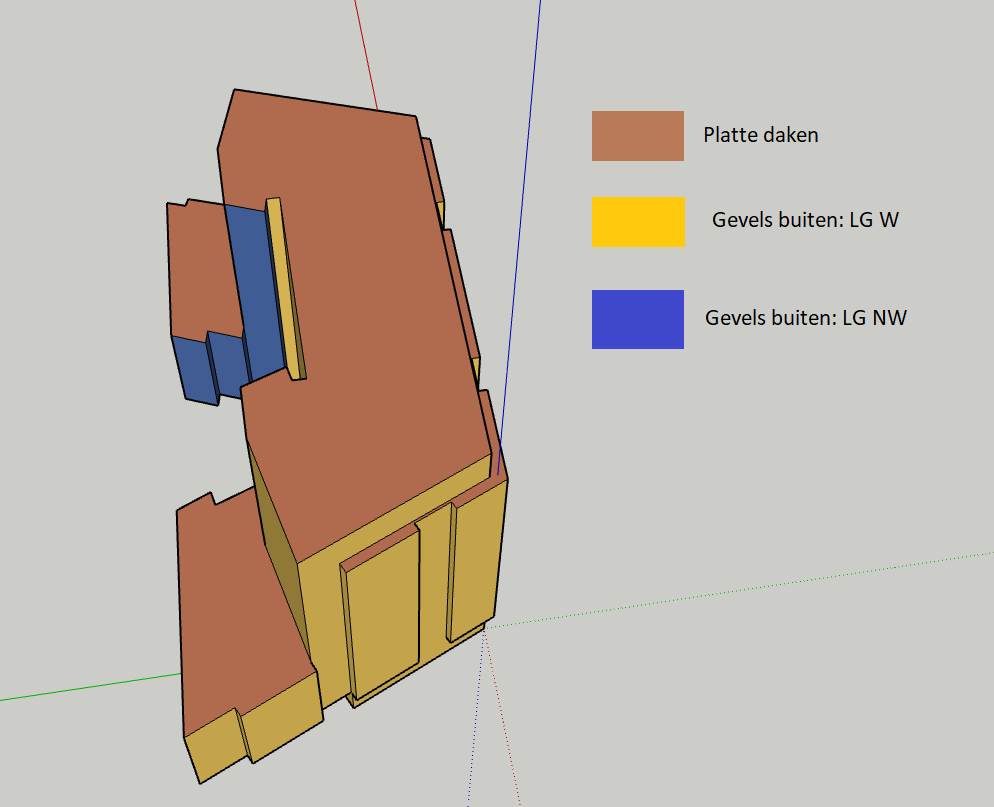 Platte daken
Gevels buiten: LG W
Gevels buiten: LG NW